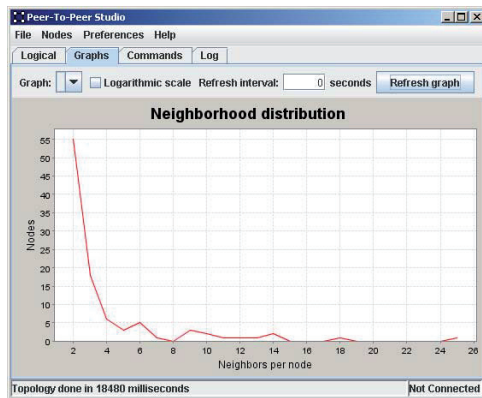 Peer-To-Peer Studio
File Nodes Preferences Help
Logical Graphs Commands Log
Graph: Logarithmic scale Refresh interval: 0 seconds Refresh graph
Neighborhood distribution
55
50
45
40
35
30
25
20
15
10
5
0
Nodes
2 4 6 8 10 12 14 16 18 20 22 24 26
Neighbors per node
Topology done in 18480 milliseconds Not Connected